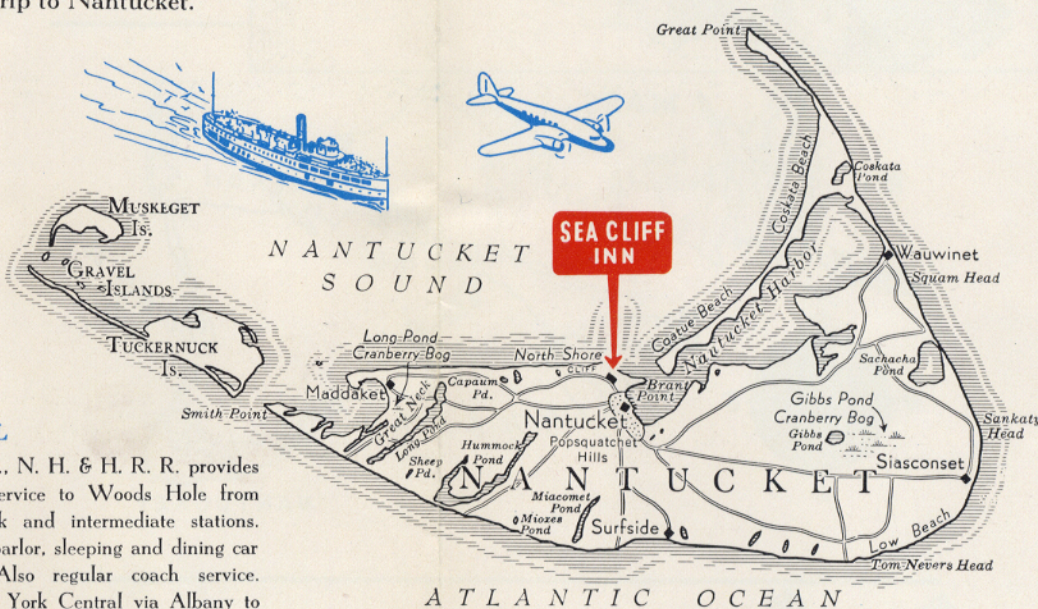 rip to Nantucket.
Great Point
Coskata Beach
Coskata
Pond
MUSKEGET
IS.
SEA CLIFF
INN
NANTUCKET
SOUND
Wauwinet
Squam Head
GRAVEL
ISLANDS
Nantucket Harbor
Coatue Beach
Long Pond
Cranberry Bog
North Shore
CLIFF
TUCKERNUCK
IS.
Sachacha
Pond
Maddaket
Capaum
Pd.
Brant
Point
Great Neck
Gibbs Pond
Cranberry Bog
Smith Point
Long Pond
Nantucket
Popsquatchet
Hills
Gibbs
Pond
Sankaty
Head
Hummock
Pond
Sheep
Pd.
Siasconset
NANTUCKET
Miacomet
Pond
Mioxes
Pond
Surfside
Low Beach
Tom Nevers Head
ATLANTIC OCEAN
L
., N. H. & H. R. R. provides
ervice to Woods Hole from
k and intermediate stations.
parlor, sleeping and dining car
Also regular coach service.
York Central via Albany to